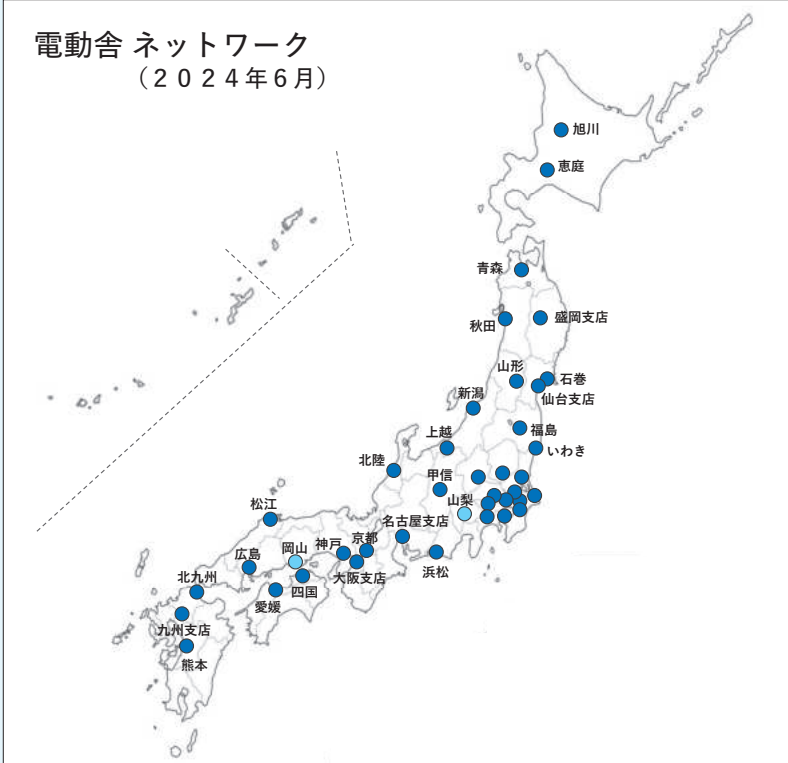 電動舎 ネットワーク
（２０２４年６月）
旭川
恵庭
青森
秋田
盛岡支店
山形
石巻
仙台支店
新潟
福島
上越
いわき
北陸
甲信
山梨
松江
名古屋支店
広島
岡山
神戸
京都
大阪支店
浜松
北九州
愛媛
四国
九州支店
熊本